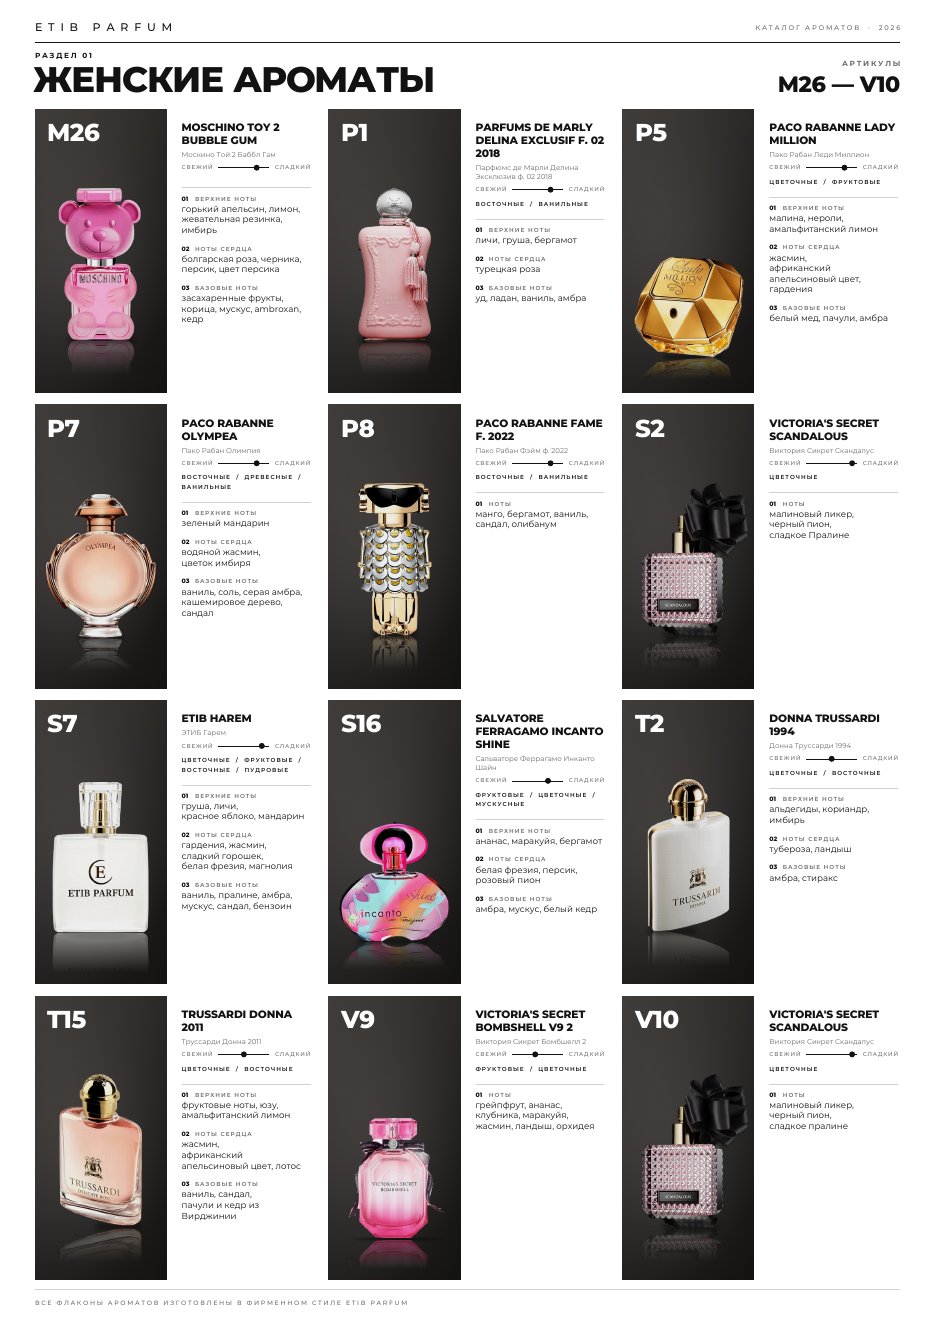 ETIB PARFUM
КАТАЛОГ АРОМАТОВ · 2026
РАЗДЕЛ 01
ЖЕНСКИЕ АРОМАТЫ
АРТИКУЛЫ
M26 — V10
M26
MOSCHINO
MOSCHINO TOY 2
BUBBLE GUM
Москино Той 2 Баббл Гам
СВЕЖИЙ СЛАДКИЙ
01 ВЕРХНИЕ НОТЫ
горький апельсин, лимон,
жевательная резинка,
имбирь
02 НОТЫ СЕРДЦА
болгарская роза, черника,
персик, цвет персика
03 БАЗОВЫЕ НОТЫ
засахаренные фрукты,
корица, мускус, ambroxan,
кедр
P1
PARFUMS DE MARLY
DELINA EXCLUSIF F. 02
2018
Парфюмс де Марли Делина
Эксклюзив ф. 02 2018
СВЕЖИЙ СЛАДКИЙ
ВОСТОЧНЫЕ / ВАНИЛЬНЫЕ
01 ВЕРХНИЕ НОТЫ
личи, груша, бергамот
02 НОТЫ СЕРДЦА
турецкая роза
03 БАЗОВЫЕ НОТЫ
уд, ладан, ваниль, амбра
P5
Lady
MILLION
PACO RABANNE LADY
MILLION
Пако Рабан Леди Миллион
СВЕЖИЙ СЛАДКИЙ
ЦВЕТОЧНЫЕ / ФРУКТОВЫЕ
01 ВЕРХНИЕ НОТЫ
малина, нероли,
амальфитанский лимон
02 НОТЫ СЕРДЦА
жасмин,
африканский
апельсиновый цвет,
гардения
03 БАЗОВЫЕ НОТЫ
белый мед, пачули, амбра
P7
OLYMPEA
PACO RABANNE
OLYMPEA
Пако Рабан Олимпия
СВЕЖИЙ СЛАДКИЙ
ВОСТОЧНЫЕ / ДРЕВЕСНЫЕ /
ВАНИЛЬНЫЕ
01 ВЕРХНИЕ НОТЫ
зеленый мандарин
02 НОТЫ СЕРДЦА
водяной жасмин,
цветок имбиря
03 БАЗОВЫЕ НОТЫ
ваниль, соль, серая амбра,
кашемировое дерево,
сандал
P8
PACO RABANNE FAME
F. 2022
Пако Рабан Фэйм ф. 2022
СВЕЖИЙ СЛАДКИЙ
ВОСТОЧНЫЕ / ВАНИЛЬНЫЕ
01 НОТЫ
манго, бергамот, ваниль,
сандал, олибанум
S2
SCANDALOUS
VICTORIA'S SECRET
SCANDALOUS
Виктория Сикрет Скандалус
СВЕЖИЙ СЛАДКИЙ
ЦВЕТОЧНЫЕ
01 НОТЫ
малиновый ликер,
черный пион,
сладкое Пралине
S7
E
ETIB PARFUM
ETIB HAREM
ЭТИБ Гарем
СВЕЖИЙ СЛАДКИЙ
ЦВЕТОЧНЫЕ / ФРУКТОВЫЕ /
ВОСТОЧНЫЕ / ПУДРОВЫЕ
01 ВЕРХНИЕ НОТЫ
груша, личи,
красное яблоко, мандарин
02 НОТЫ СЕРДЦА
гардения, жасмин,
сладкий горошек,
белая фрезия, магнолия
03 БАЗОВЫЕ НОТЫ
ваниль, пралине, амбра,
мускус, сандал, бензоин
S16
Shine
incanto
SALVATORE
FERRAGAMO INCANTO
SHINE
Сальваторе Феррагамо Инканто
Шайн
СВЕЖИЙ СЛАДКИЙ
ФРУКТОВЫЕ / ЦВЕТОЧНЫЕ /
МУСКУСНЫЕ
01 ВЕРХНИЕ НОТЫ
ананас, маракуйя, бергамот
02 НОТЫ СЕРДЦА
белая фрезия, персик,
розовый пион
03 БАЗОВЫЕ НОТЫ
амбра, мускус, белый кедр
T2
TRUSSARDI
DONNA
DONNA TRUSSARDI
1994
Донна Труссарди 1994
СВЕЖИЙ СЛАДКИЙ
ЦВЕТОЧНЫЕ / ВОСТОЧНЫЕ
01 ВЕРХНИЕ НОТЫ
альдегиды, кориандр,
имбирь
02 НОТЫ СЕРДЦА
тубероза, ландыш
03 БАЗОВЫЕ НОТЫ
амбра, стиракс
T15
TRUSSARDI
DELICATE ROSE
TRUSSARDI DONNA
2011
Труссарди Донна 2011
СВЕЖИЙ СЛАДКИЙ
ЦВЕТОЧНЫЕ / ВОСТОЧНЫЕ
01 ВЕРХНИЕ НОТЫ
фруктовые ноты, юзу,
амальфитанский лимон
02 НОТЫ СЕРДЦА
жасмин,
африканский
апельсиновый цвет, лотос
03 БАЗОВЫЕ НОТЫ
ваниль, сандал,
пачули и кедр из
Вирджинии
V9
VICTORIA'S SECRET
BOMBSHELL
VICTORIA'S SECRET
BOMBSHELL V9 2
Виктория Сикрет Бомбшелл 2
СВЕЖИЙ СЛАДКИЙ
ФРУКТОВЫЕ / ЦВЕТОЧНЫЕ
01 НОТЫ
грейпфрут, ананас,
клубника, маракуйя,
жасмин, ландыш, орхидея
V10
SCANDALOUS
VICTORIA'S SECRET
SCANDALOUS
Виктория Сикрет Скандалус
СВЕЖИЙ СЛАДКИЙ
ЦВЕТОЧНЫЕ
01 НОТЫ
малиновый ликер,
черный пион,
сладкое пралине
ВСЕ ФЛАКОНЫ АРОМАТОВ ИЗГОТОВЛЕНЫ В ФИРМЕННОМ СТИЛЕ ETIB PARFUM